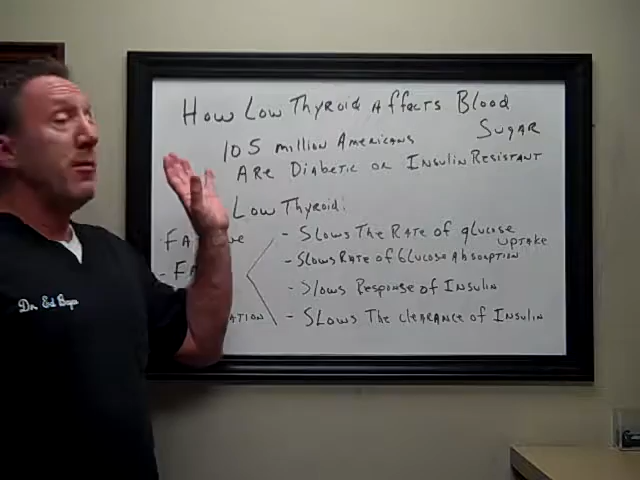 How Low Thyroid Affects Blood
Sugar
105 million Americans
Are Diabetic or Insulin Resistant
Low Thyroid:
- Slows The Rate of glucose
uptake
- Slows Rate of Glucose Absorption
- Slows Response of Insulin
- Slows The clearance of Insulin
Dr. Ed